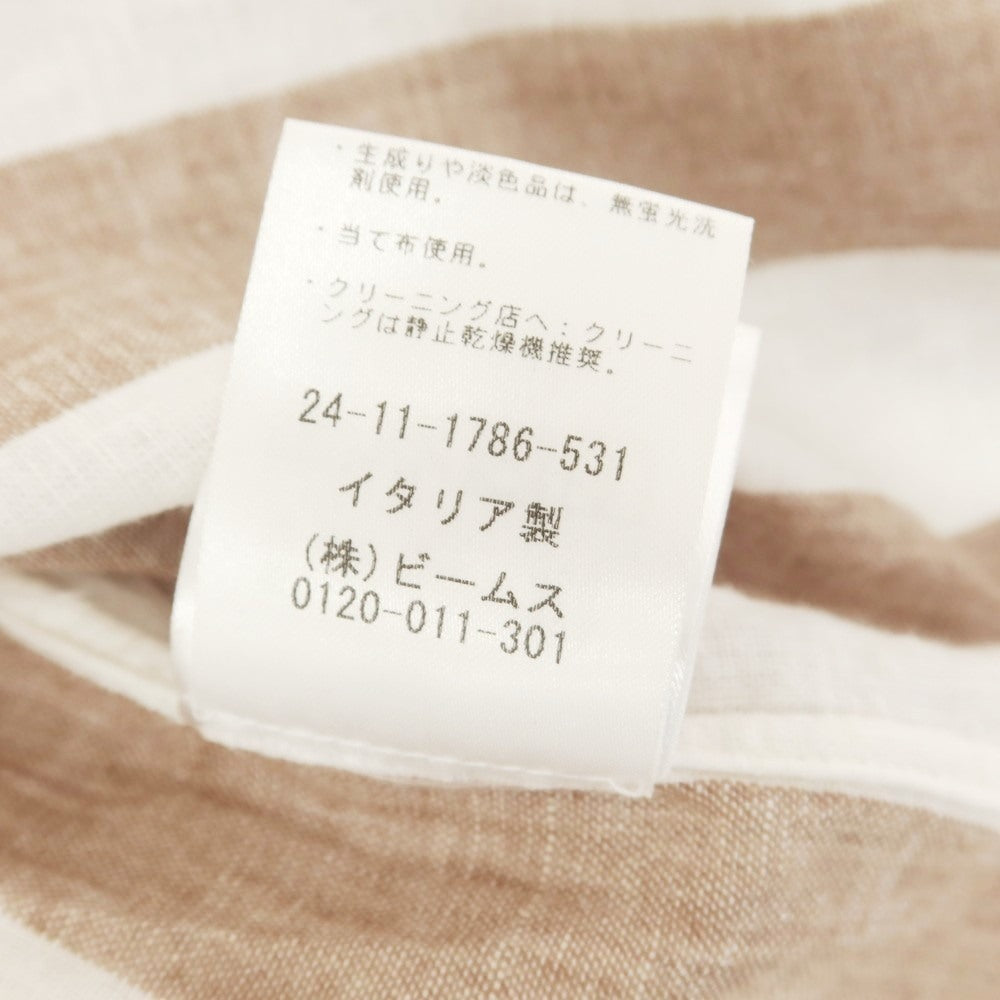 ・生成りや淡色品は、無蛍光洗
剤使用。
・当て布使用。
・クリーニング店へ:クリーニ
ングは静止乾燥機推奨。
24-11-1786-531
イタリア製
(株)ビームス
0120-011-301